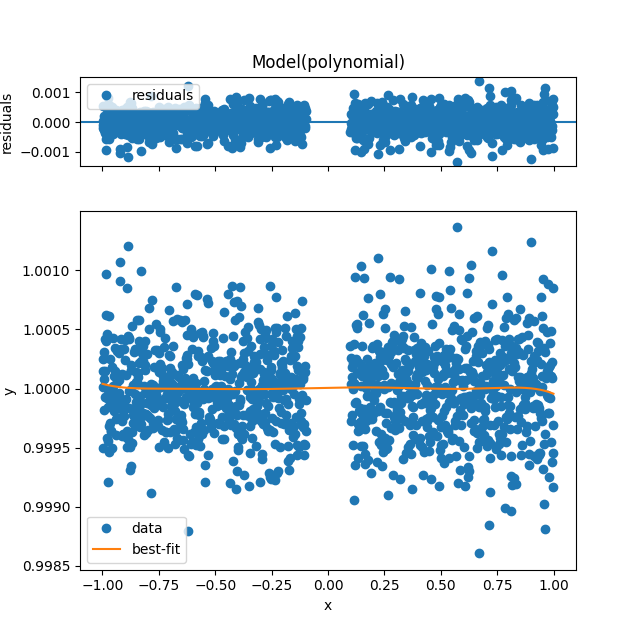 Model(polynomial)
0.001
0.000
−0.001
residuals
residuals
1.0010
1.0005
1.0000
0.9995
0.9990
0.9985
y
data
best-fit
−1.00 −0.75 −0.50 −0.25 0.00 0.25 0.50 0.75 1.00
x